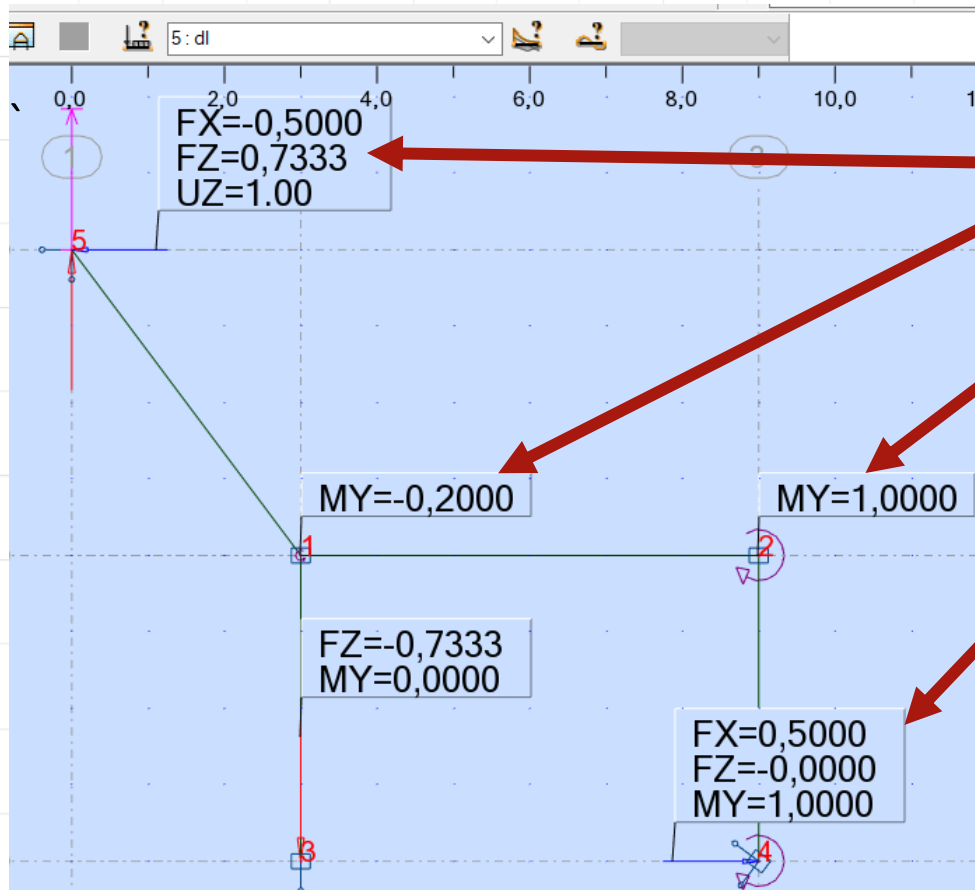 5 : dl
0,0 2,0 4,0 6,0 8,0 10,0
1
FX=-0,5000
FZ=0,7333
UZ=1.00
5
MY=-0,2000
MY=1,0000
1
2
FZ=-0,7333
MY=0,0000
FX=0,5000
FZ=-0,0000
MY=1,0000
3
4